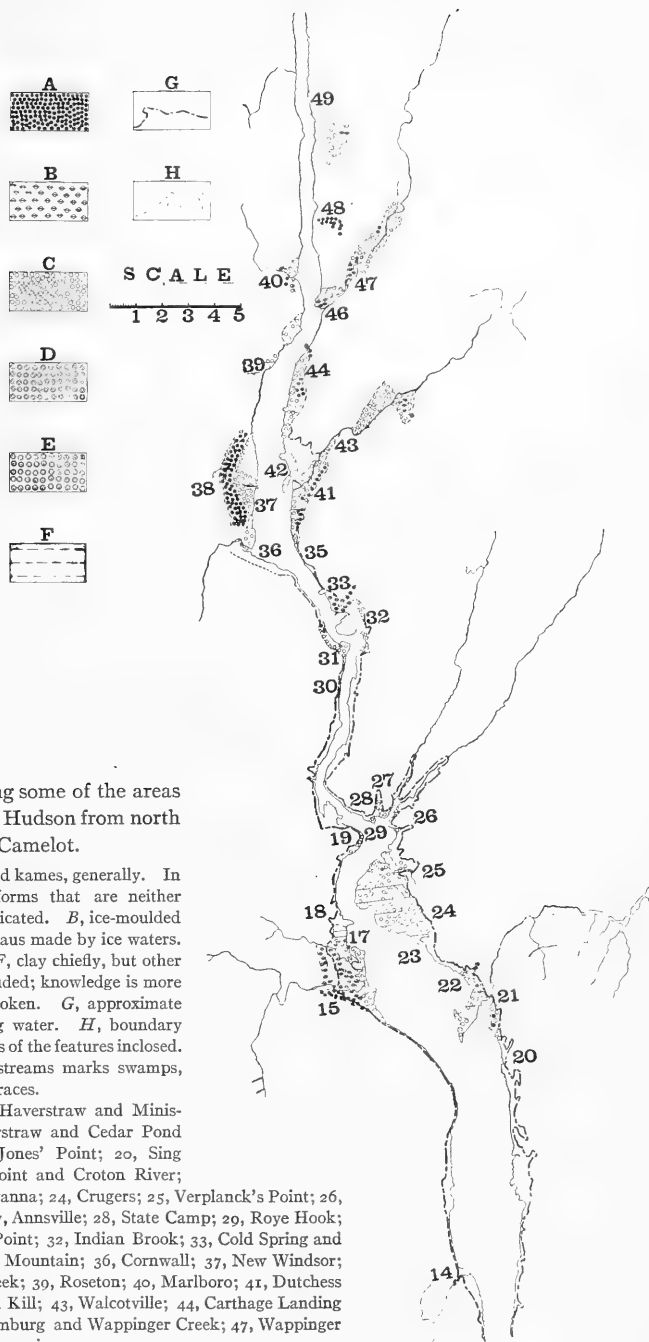 A
G
B
H
C
SCALE
1 2 3 4 5
D
E
F
49
48
47
40
46
39
44
43
42
38
37
41
36
35
33
32
31
30
27
28
26
19
29
25
18
24
17
23
22
21
15
20
14
ng some of the areas
Hudson from north
Camelot.
d kames, generally. In
forms that are neither
icated. B, ice-moulded
aus made by ice waters.
F, clay chiefly, but other
uded; knowledge is more
oken. G, approximate
g water. H, boundary
s of the features inclosed.
streams marks swamps,
races.
Haverstraw and Minis-
rstraw and Cedar Pond
Jones' Point; 20, Sing
oint and Croton River;
anna; 24, Crugers; 25, Verplanck's Point; 26,
, Annsville; 28, State Camp; 29, Roye Hook;
Point; 32, Indian Brook; 33, Cold Spring and
Mountain; 36, Cornwall; 37, New Windsor;
eek; 39, Roseton; 40, Marlboro; 41, Dutchess
Kill; 43, Walcotville; 44, Carthage Landing
mburg and Wappinger Creek; 47, Wappinger